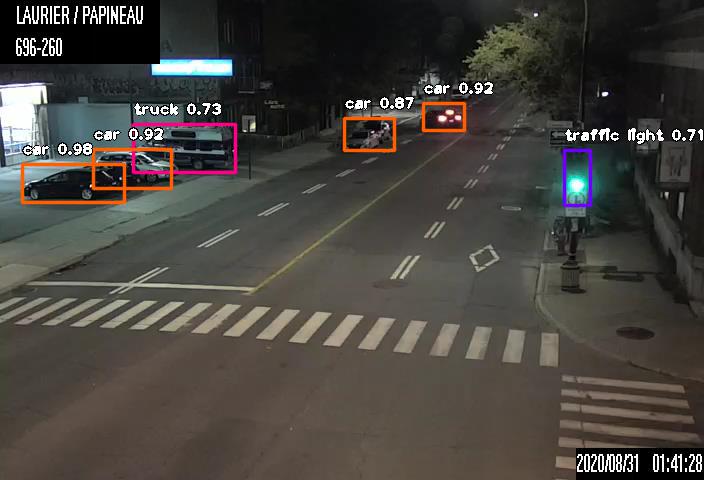 LAURIER / PAPINEAU
696-260
car 0.92
car 0.87
truck 0.73
car 0.92
traffic light 0.71
car 0.98
2020/08/31 01:41:28